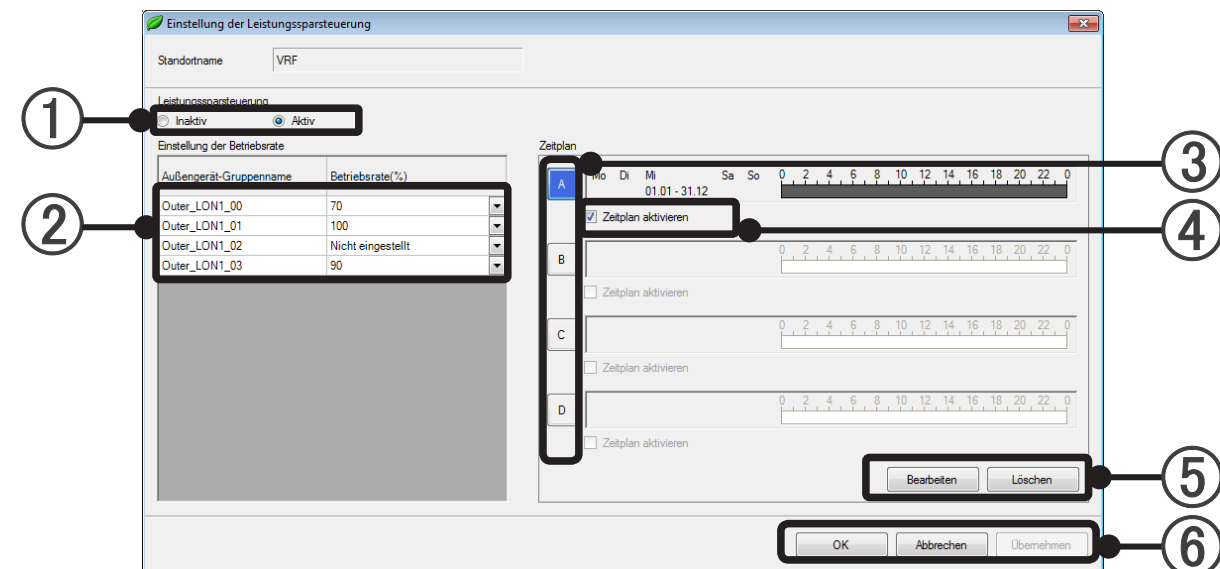 Einstellung der Leistungssparsteuerung
Standortname VRF
Leistungssparsteuerung
Inaktiv Aktiv
①
Einstellung der Betriebsrate
Außengerät-Gruppenname Betriebsrate(%)
Outer_LON1_00 70
Outer_LON1_01 100
Outer_LON1_02 Nicht eingestellt
Outer_LON1_03 90
②
Zeitplan
③
A Mo Di Mi Sa So 0 2 4 6 8 10 12 14 16 18 20 22 0
01.01 - 31.12
Zeitplan aktivieren
④
B 0 2 4 6 8 10 12 14 16 18 20 22 0
Zeitplan aktivieren
C 0 2 4 6 8 10 12 14 16 18 20 22 0
Zeitplan aktivieren
D 0 2 4 6 8 10 12 14 16 18 20 22 0
Zeitplan aktivieren
Bearbeiten Löschen
⑤
OK Abbrechen Übernehmen
⑥